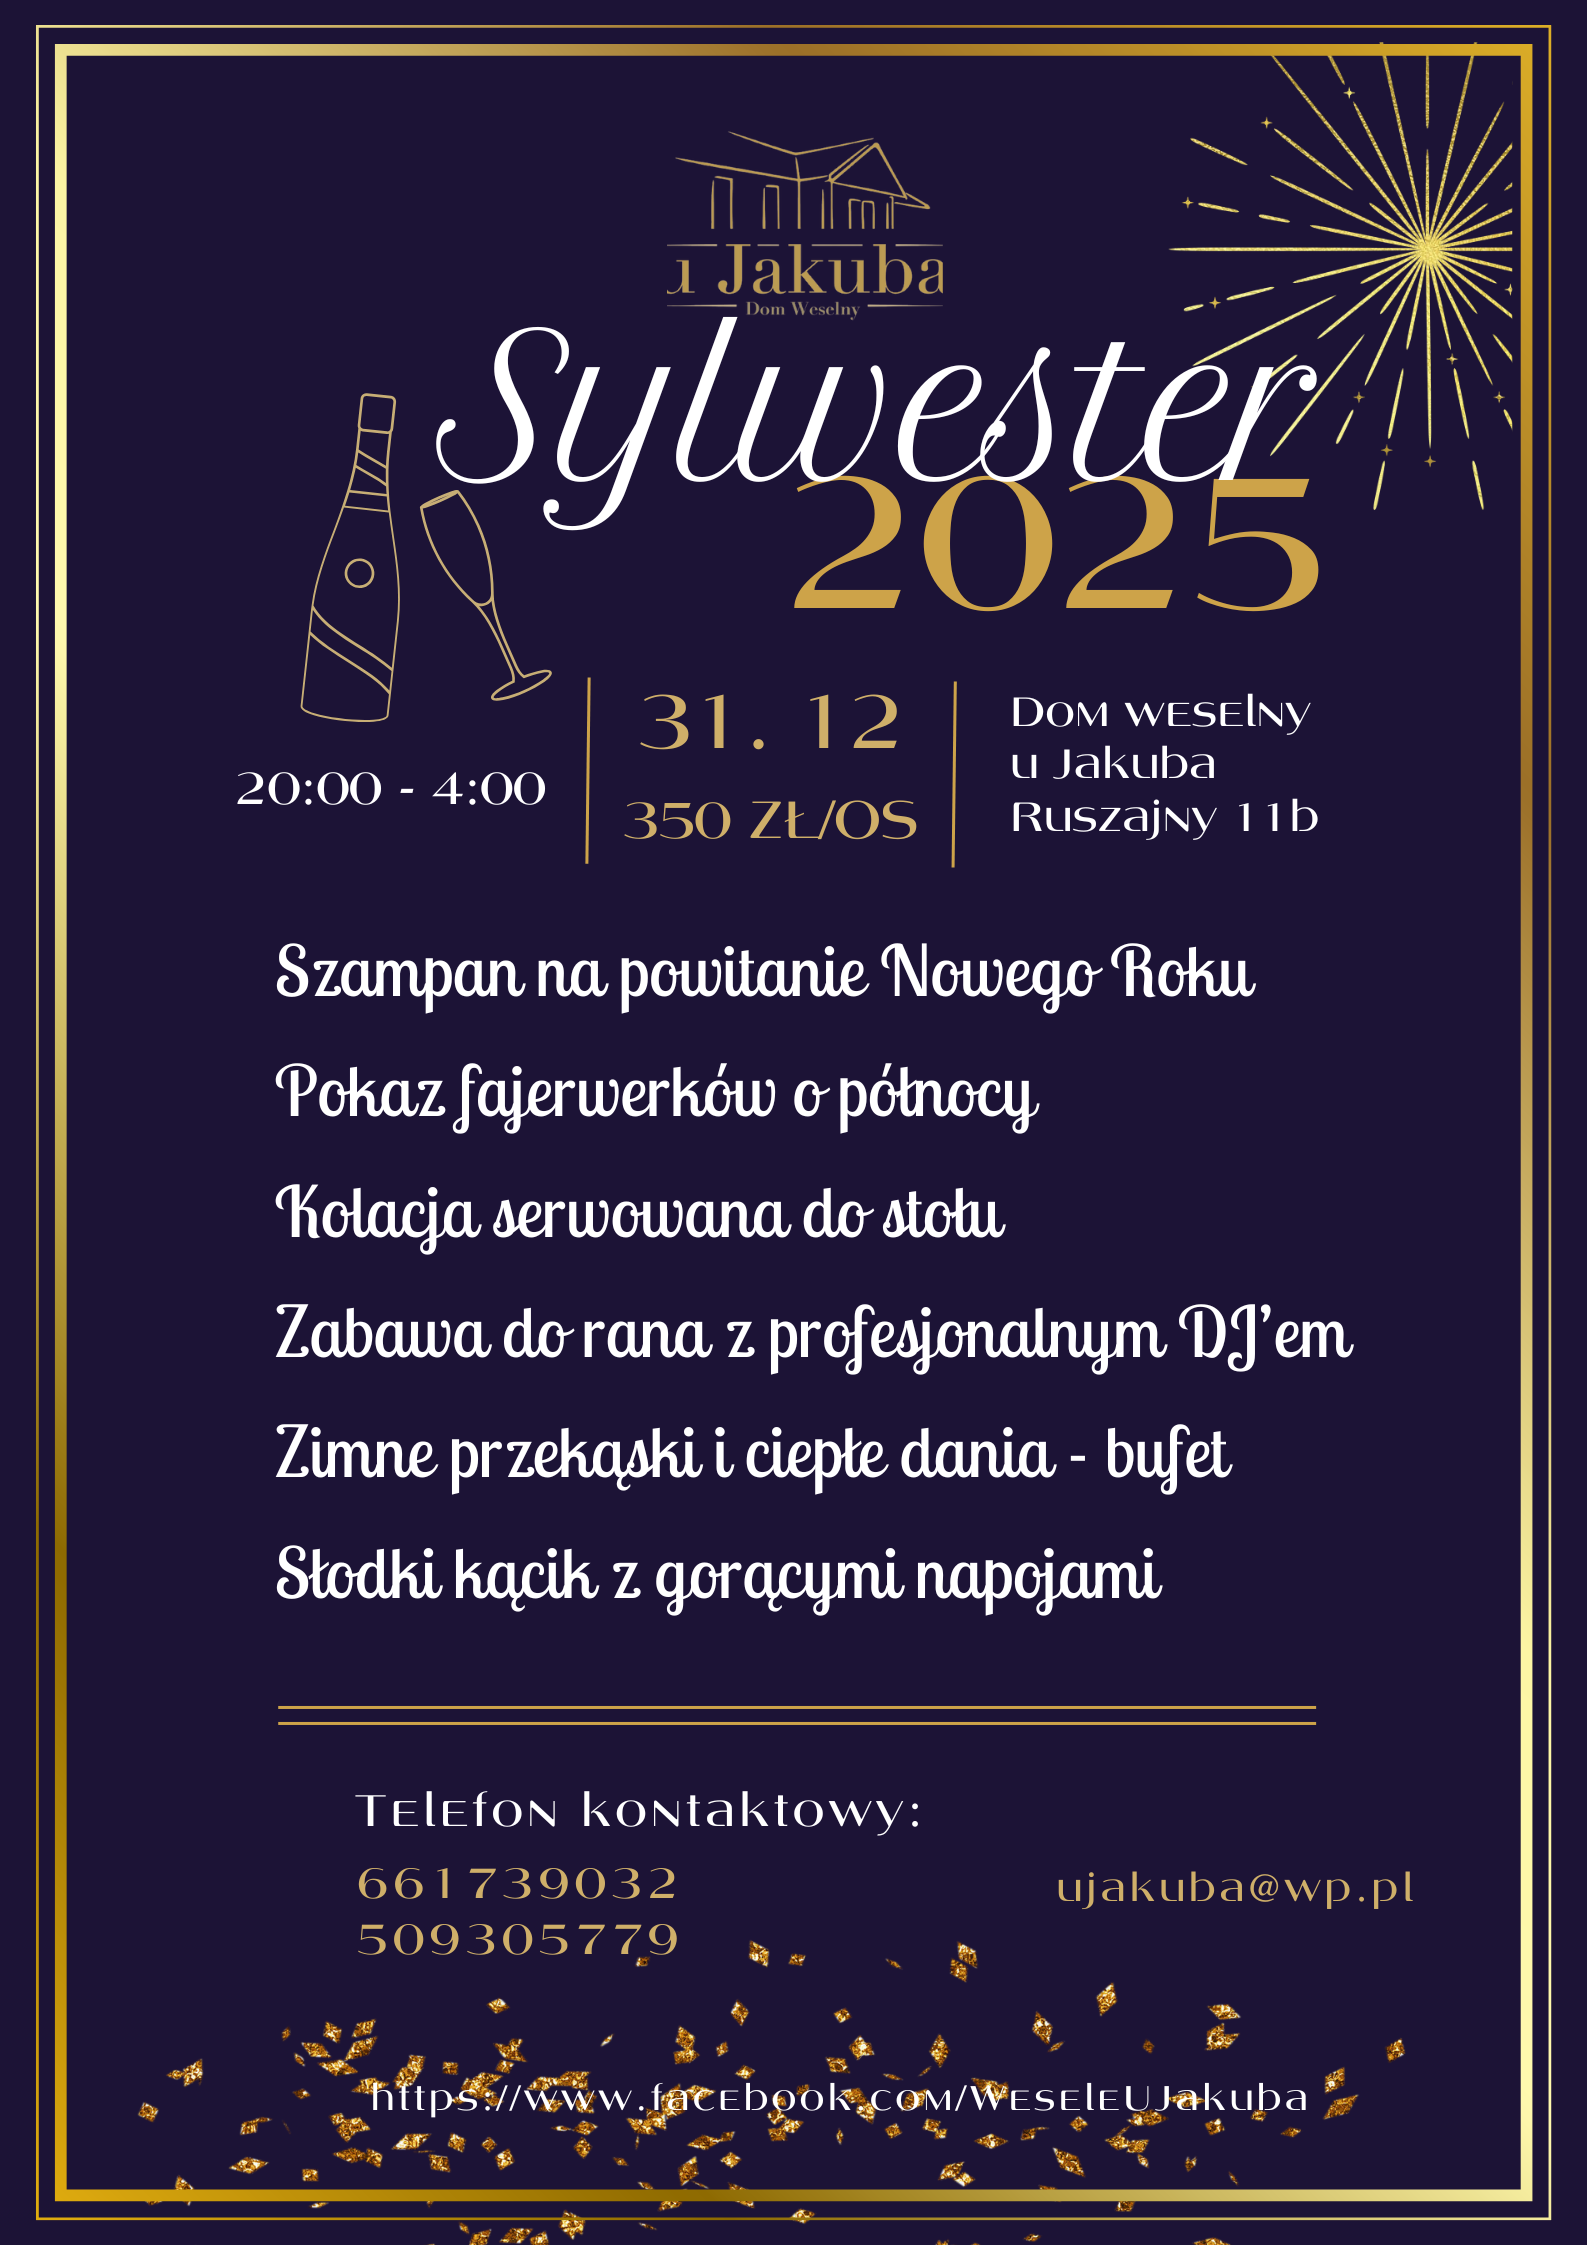 u Jakuba
Dom Weselny
Sylwester
2025
20:00 - 4:00
31. 12
350 ZŁ/OS
Dom weselny
u Jakuba
Ruszajny 11b
Szampan na powitanie Nowego Roku
Pokaz fajerwerków o północy
Kolacja serwowana do stołu
Zabawa do rana z profesjonalnym DJ'em
Zimne przekąski i ciepłe dania - bufet
Słodki kącik z gorącymi napojami
Telefon kontaktowy:
661739032
509305779
ujakuba@wp.pl
https://www.facebook.com/WeseleUJakuba